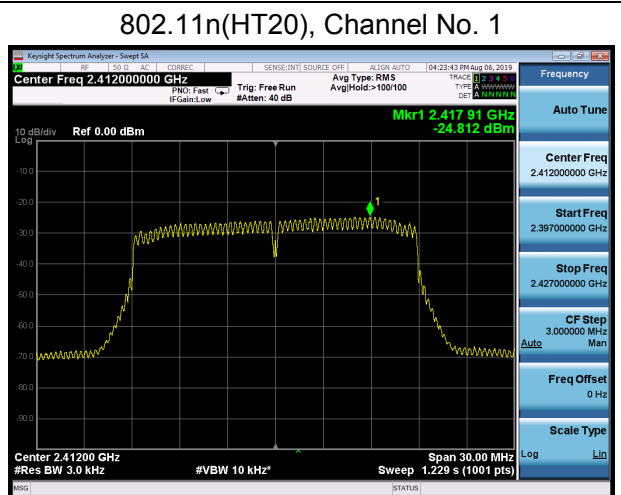 802.11n(HT20), Channel No. 1
Keysight Spectrum Analyzer - Swept SA
RF 50 Ω AC CORREC SENSE:INT SOURCE OFF ALIGN AUTO 04:23:43 PM Aug 06, 2019
Center Freq 2.412000000 GHz
PNO: Fast
IFGain:Low
Trig: Free Run
#Atten: 40 dB
Avg Type: RMS
Avg|Hold:>100/100
TRACE 1 2 3 4 5 6
TYPE A WWWWW
DET A NNNNN
Frequency
Mkr1 2.417 91 GHz
-24.812 dBm
10 dB/div Ref 0.00 dBm
Log
-10.0
-20.0
-30.0
-40.0
-50.0
-60.0
-70.0
-80.0
-90.0
1
Center 2.41200 GHz
#Res BW 3.0 kHz
#VBW 10 kHz*
Span 30.00 MHz
Sweep 1.229 s (1001 pts)
Auto Tune
Center Freq
2.412000000 GHz
Start Freq
2.397000000 GHz
Stop Freq
2.427000000 GHz
CF Step
3.000000 MHz
Auto Man
Freq Offset
0 Hz
Scale Type
Log Lin
MSG STATUS